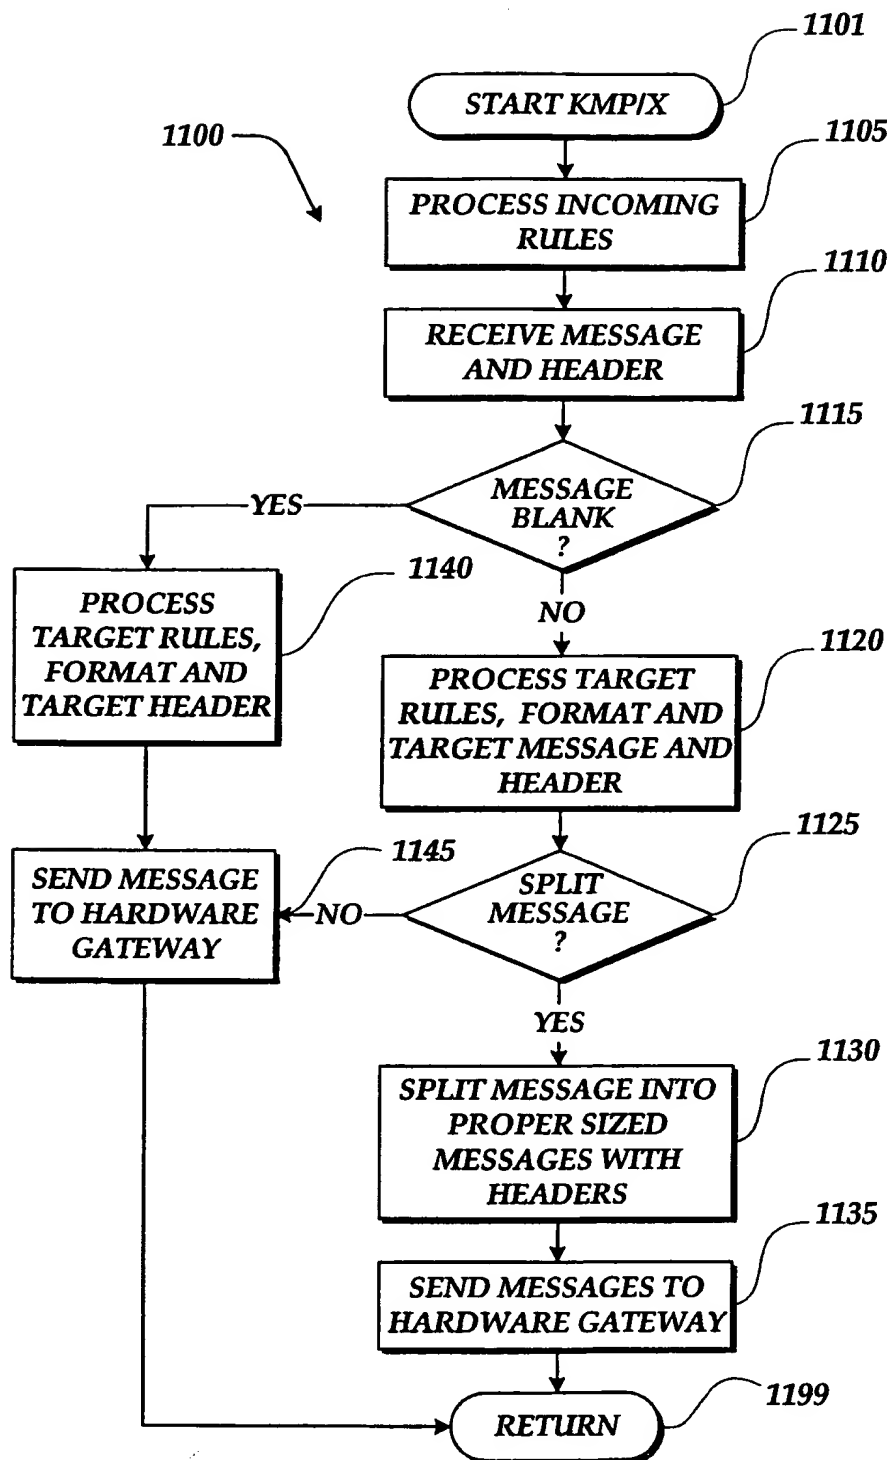 1101
START KMP/X
1100
1105
PROCESS INCOMING
RULES
1110
RECEIVE MESSAGE
AND HEADER
1115
MESSAGE
BLANK
?
YES
NO
1140
PROCESS
TARGET RULES,
FORMAT AND
TARGET HEADER
1120
PROCESS TARGET
RULES, FORMAT AND
TARGET MESSAGE AND
HEADER
1125
SPLIT
MESSAGE
?
1145
NO
SEND MESSAGE
TO HARDWARE
GATEWAY
YES
1130
SPLIT MESSAGE INTO
PROPER SIZED
MESSAGES WITH
HEADERS
1135
SEND MESSAGES TO
HARDWARE GATEWAY
1199
RETURN